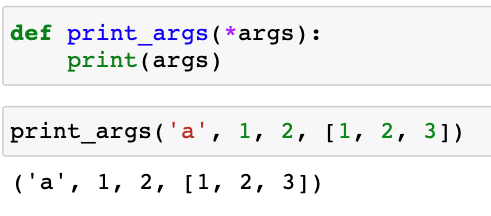 def print_args(*args):
    print(args)
print_args('a', 1, 2, [1, 2, 3])
('a', 1, 2, [1, 2, 3])